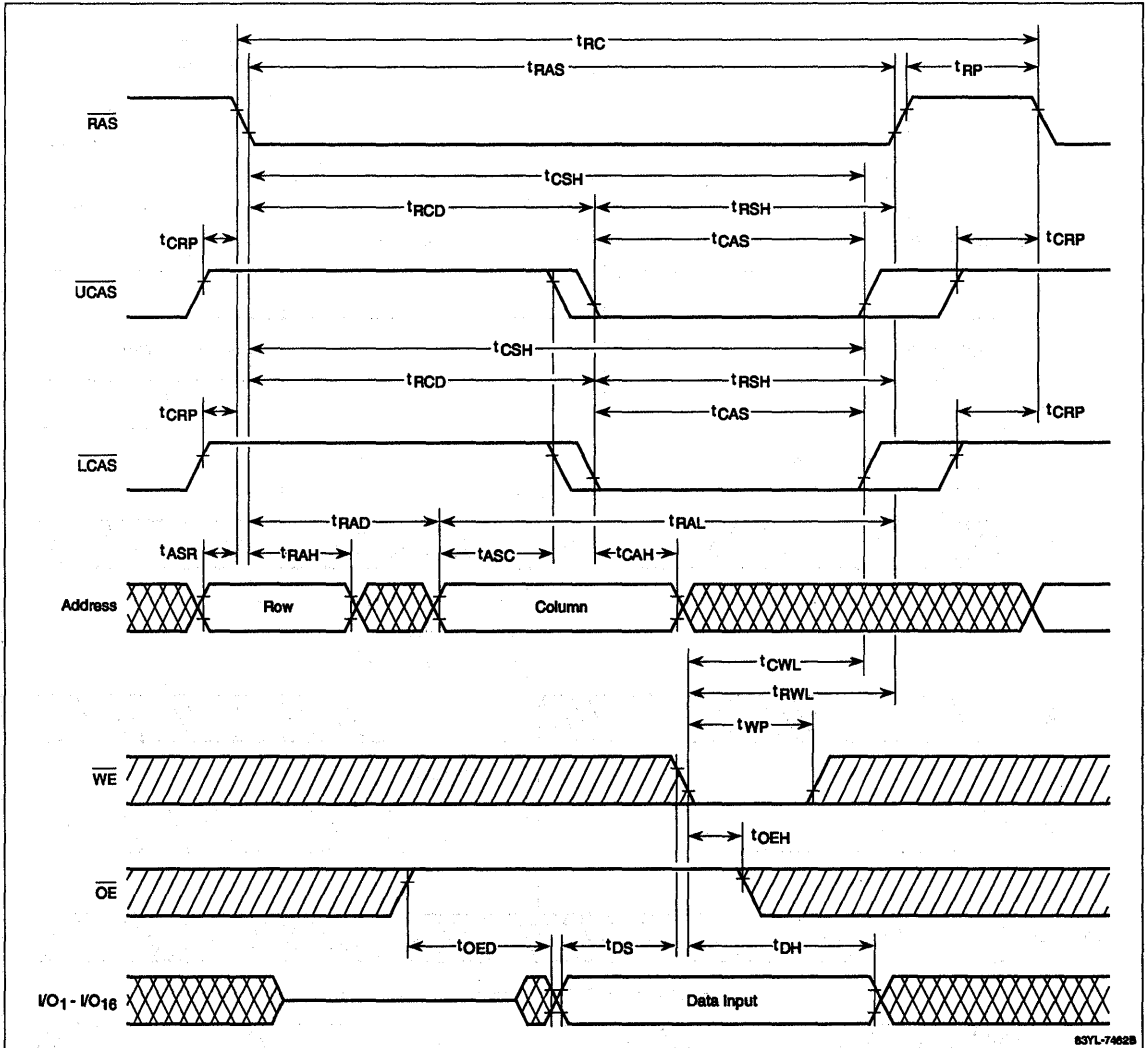 tRC
tRAS
tRP
RAS
tCSH
tRCD
tRSH
tCRP
tCAS
tCRP
UCAS
tCSH
tRCD
tRSH
tCRP
tCAS
tCRP
LCAS
tRAD
tRAL
tASR
tRAH
tASC
tCAH
Address
Row
Column
tCWL
tRWL
tWP
WE
tOEH
OE
tOED
tDS
tDH
I/O1 - I/O16
Data Input
83YL-7462B